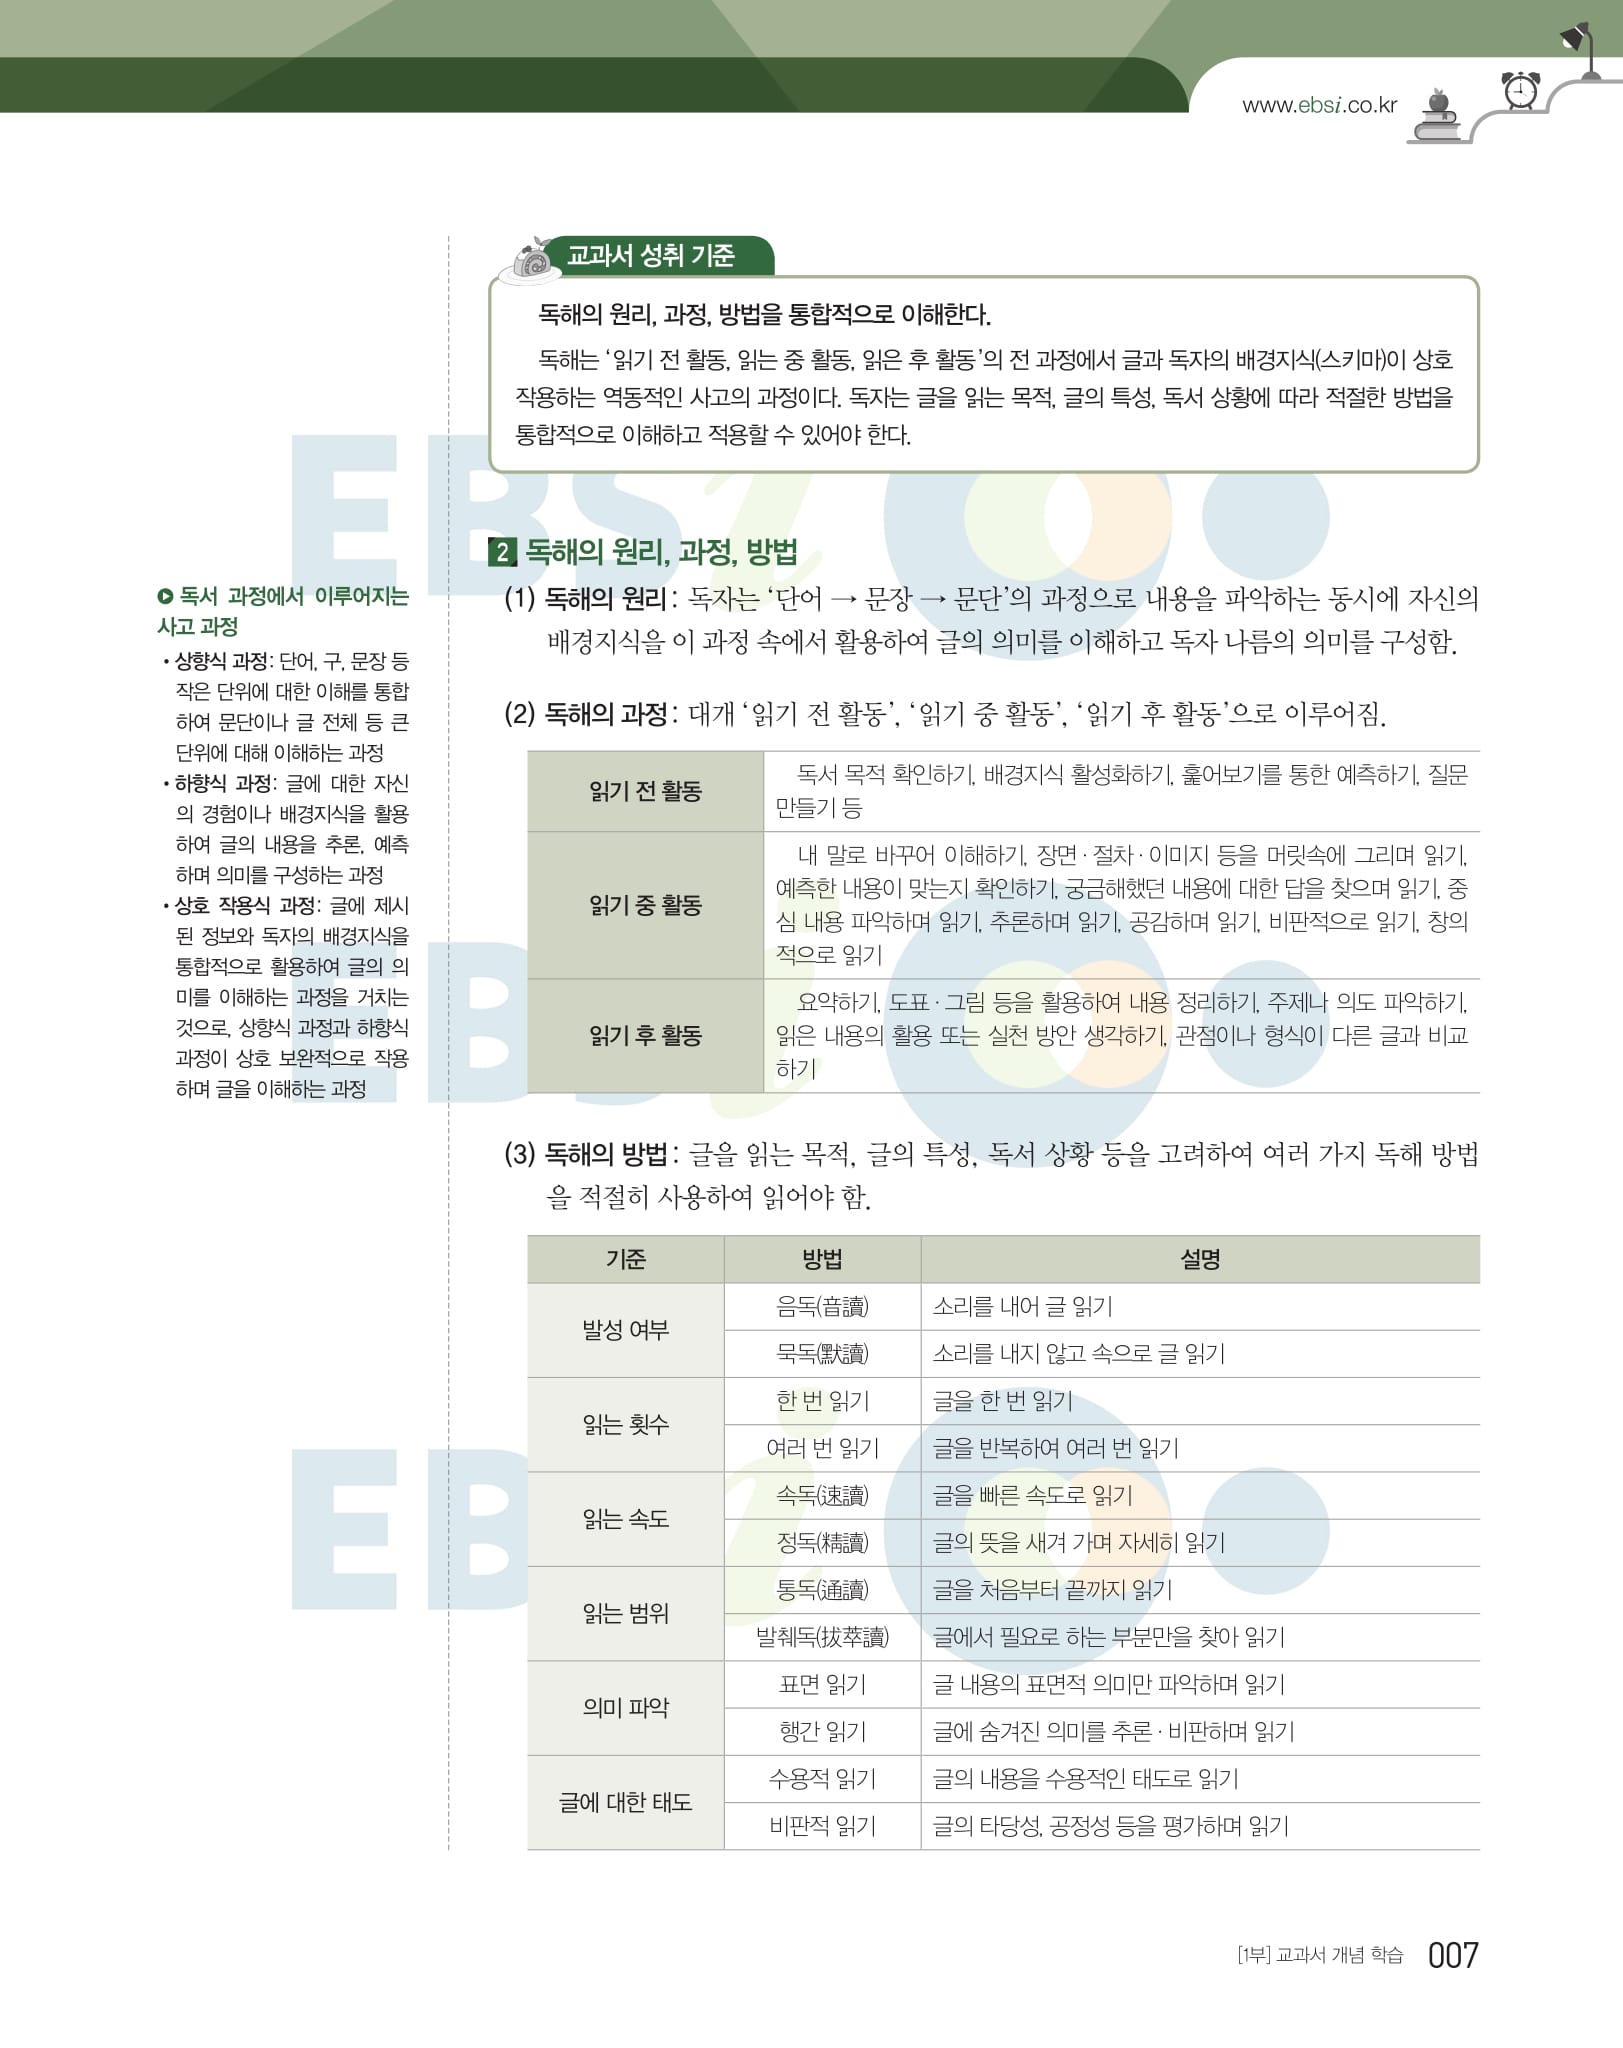 www.ebsi.co.kr
교과서 성취 기준
독해의 원리, 과정, 방법을 통합적으로 이해한다.
독해는 ‘읽기 전 활동, 읽는 중 활동, 읽은 후 활동’의 전 과정에서 글과 독자의 배경지식(스키마)이 상호
작용하는 역동적인 사고의 과정이다. 독자는 글을 읽는 목적, 글의 특성, 독서 상황에 따라 적절한 방법을
통합적으로 이해하고 적용할 수 있어야 한다.
EBSi
2 독해의 원리, 과정, 방법
(1) 독해의 원리: 독자는 ‘단어 → 문장 → 문단’의 과정으로 내용을 파악하는 동시에 자신의
배경지식을 이 과정 속에서 활용하여 글의 의미를 이해하고 독자 나름의 의미를 구성함.
독서 과정에서 이루어지는
사고 과정
• 상향식 과정: 단어, 구, 문장 등
작은 단위에 대한 이해를 통합
하여 문단이나 글 전체 등 큰
단위에 대해 이해하는 과정
• 하향식 과정: 글에 대한 자신
의 경험이나 배경지식을 활용
하여 글의 내용을 추론, 예측
하며 의미를 구성하는 과정
• 상호 작용식 과정: 글에 제시
된 정보와 독자의 배경지식을
통합적으로 활용하여 글의 의
미를 이해하는 과정을 거치는
것으로, 상향식 과정과 하향식
과정이 상호 보완적으로 작용
하며 글을 이해하는 과정
(2) 독해의 과정: 대개 ‘읽기 전 활동’, ‘읽기 중 활동’, ‘읽기 후 활동’으로 이루어짐.
읽기 전 활동
독서 목적 확인하기, 배경지식 활성화하기, 훑어보기를 통한 예측하기, 질문
만들기 등
읽기 중 활동
내 말로 바꾸어 이해하기, 장면·절차·이미지 등을 머릿속에 그리며 읽기,
예측한 내용이 맞는지 확인하기, 궁금해했던 내용에 대한 답을 찾으며 읽기, 중
심 내용 파악하며 읽기, 추론하며 읽기, 공감하며 읽기, 비판적으로 읽기, 창의
적으로 읽기
읽기 후 활동
요약하기, 도표·그림 등을 활용하여 내용 정리하기, 주제나 의도 파악하기,
읽은 내용의 활용 또는 실천 방안 생각하기, 관점이나 형식이 다른 글과 비교
하기
EBSi
(3) 독해의 방법: 글을 읽는 목적, 글의 특성, 독서 상황 등을 고려하여 여러 가지 독해 방법
을 적절히 사용하여 읽어야 함.
기준 방법 설명
발성 여부
음독(音讀) 소리를 내어 글 읽기
묵독(默讀) 소리를 내지 않고 속으로 글 읽기
읽는 횟수
한 번 읽기 글을 한 번 읽기
여러 번 읽기 글을 반복하여 여러 번 읽기
읽는 속도
속독(速讀) 글을 빠른 속도로 읽기
정독(精讀) 글의 뜻을 새겨 가며 자세히 읽기
읽는 범위
통독(通讀) 글을 처음부터 끝까지 읽기
발췌독(拔萃讀) 글에서 필요로 하는 부분만을 찾아 읽기
의미 파악
표면 읽기 글 내용의 표면적 의미만 파악하며 읽기
행간 읽기 글에 숨겨진 의미를 추론·비판하며 읽기
글에 대한 태도
수용적 읽기 글의 내용을 수용적인 태도로 읽기
비판적 읽기 글의 타당성, 공정성 등을 평가하며 읽기
EBi
[1부] 교과서 개념 학습 007